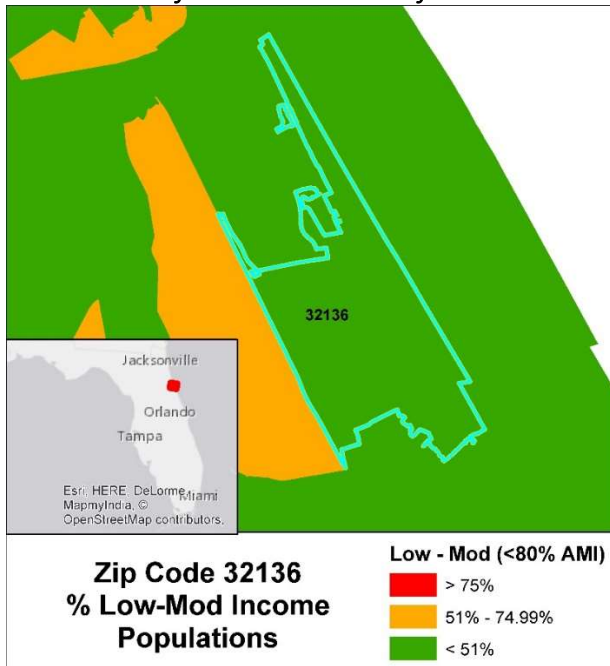 32136
Jacksonville
Orlando
Tampa
Miami
Esri, HERE, DeLorme,
MapmyIndia, ©
OpenStreetMap contributors.
Zip Code 32136
% Low-Mod Income
Populations
Low - Mod (<80% AMI)
> 75%
51% - 74.99%
< 51%